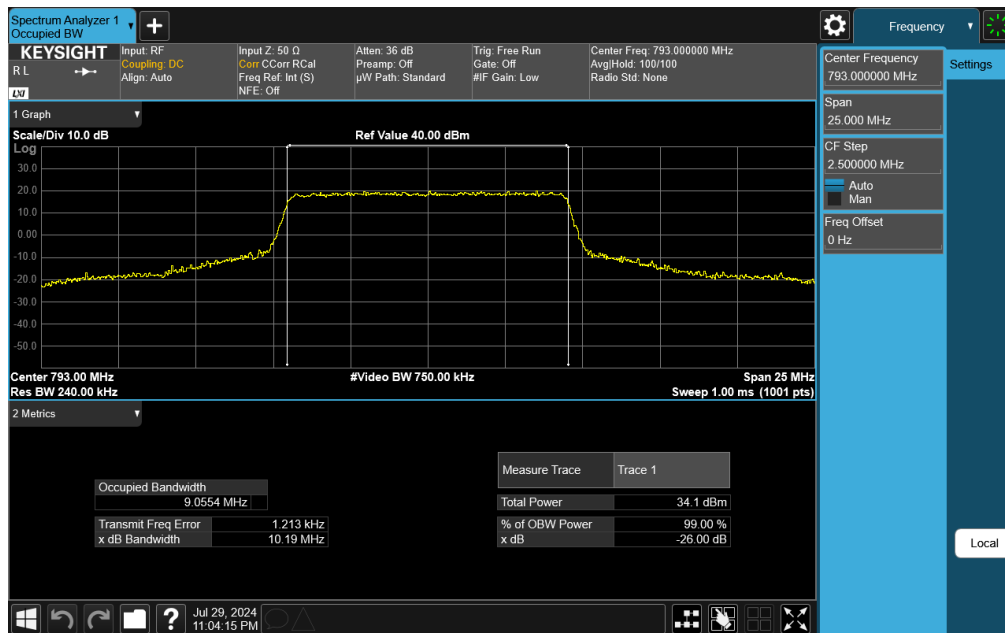 Spectrum Analyzer 1
Occupied BW
+
Frequency
KEYSIGHT
R L
LXI
Input: RF
Coupling: DC
Align: Auto
Input Z: 50 Ω
Corr CCorr RCal
Freq Ref: Int (S)
NFE: Off
Atten: 36 dB
Preamp: Off
µW Path: Standard
Trig: Free Run
Gate: Off
#IF Gain: Low
Center Freq: 793.000000 MHz
Avg|Hold: 100/100
Radio Std: None
Center Frequency
793.000000 MHz
Settings
Span
25.000 MHz
CF Step
2.500000 MHz
Auto
Man
Freq Offset
0 Hz
1 Graph
Scale/Div 10.0 dB
Ref Value 40.00 dBm
Log
30.0
20.0
10.0
0.00
-10.0
-20.0
-30.0
-40.0
-50.0
Center 793.00 MHz
#Video BW 750.00 kHz
Span 25 MHz
Res BW 240.00 kHz
Sweep 1.00 ms (1001 pts)
2 Metrics
Measure Trace
Trace 1
Occupied Bandwidth
9.0554 MHz
Total Power
34.1 dBm
Transmit Freq Error
1.213 kHz
% of OBW Power
99.00 %
x dB Bandwidth
10.19 MHz
x dB
-26.00 dB
Local
?
Jul 29, 2024
11:04:15 PM